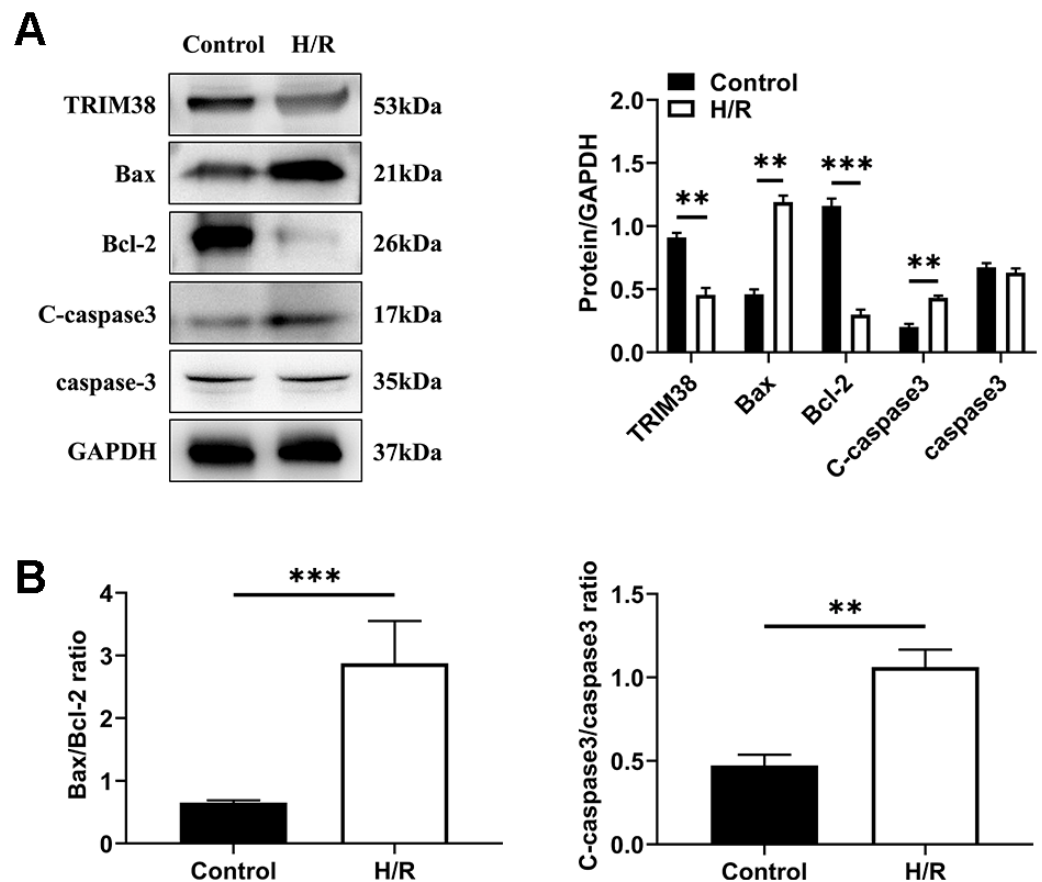 A
Control H/R
TRIM38 53kDa
Bax 21kDa
Bcl-2 26kDa
C-caspase3 17kDa
caspase-3 35kDa
GAPDH 37kDa
Control
H/R
Protein/GAPDH
2.0
1.5
1.0
0.5
0.0
** ** *** **
TRIM38 Bax Bcl-2 C-caspase3 caspase3
B
Bax/Bcl-2 ratio
4
3
2
1
0
***
Control H/R
C-caspase3/caspase3 ratio
1.5
1.0
0.5
0.0
**
Control H/R